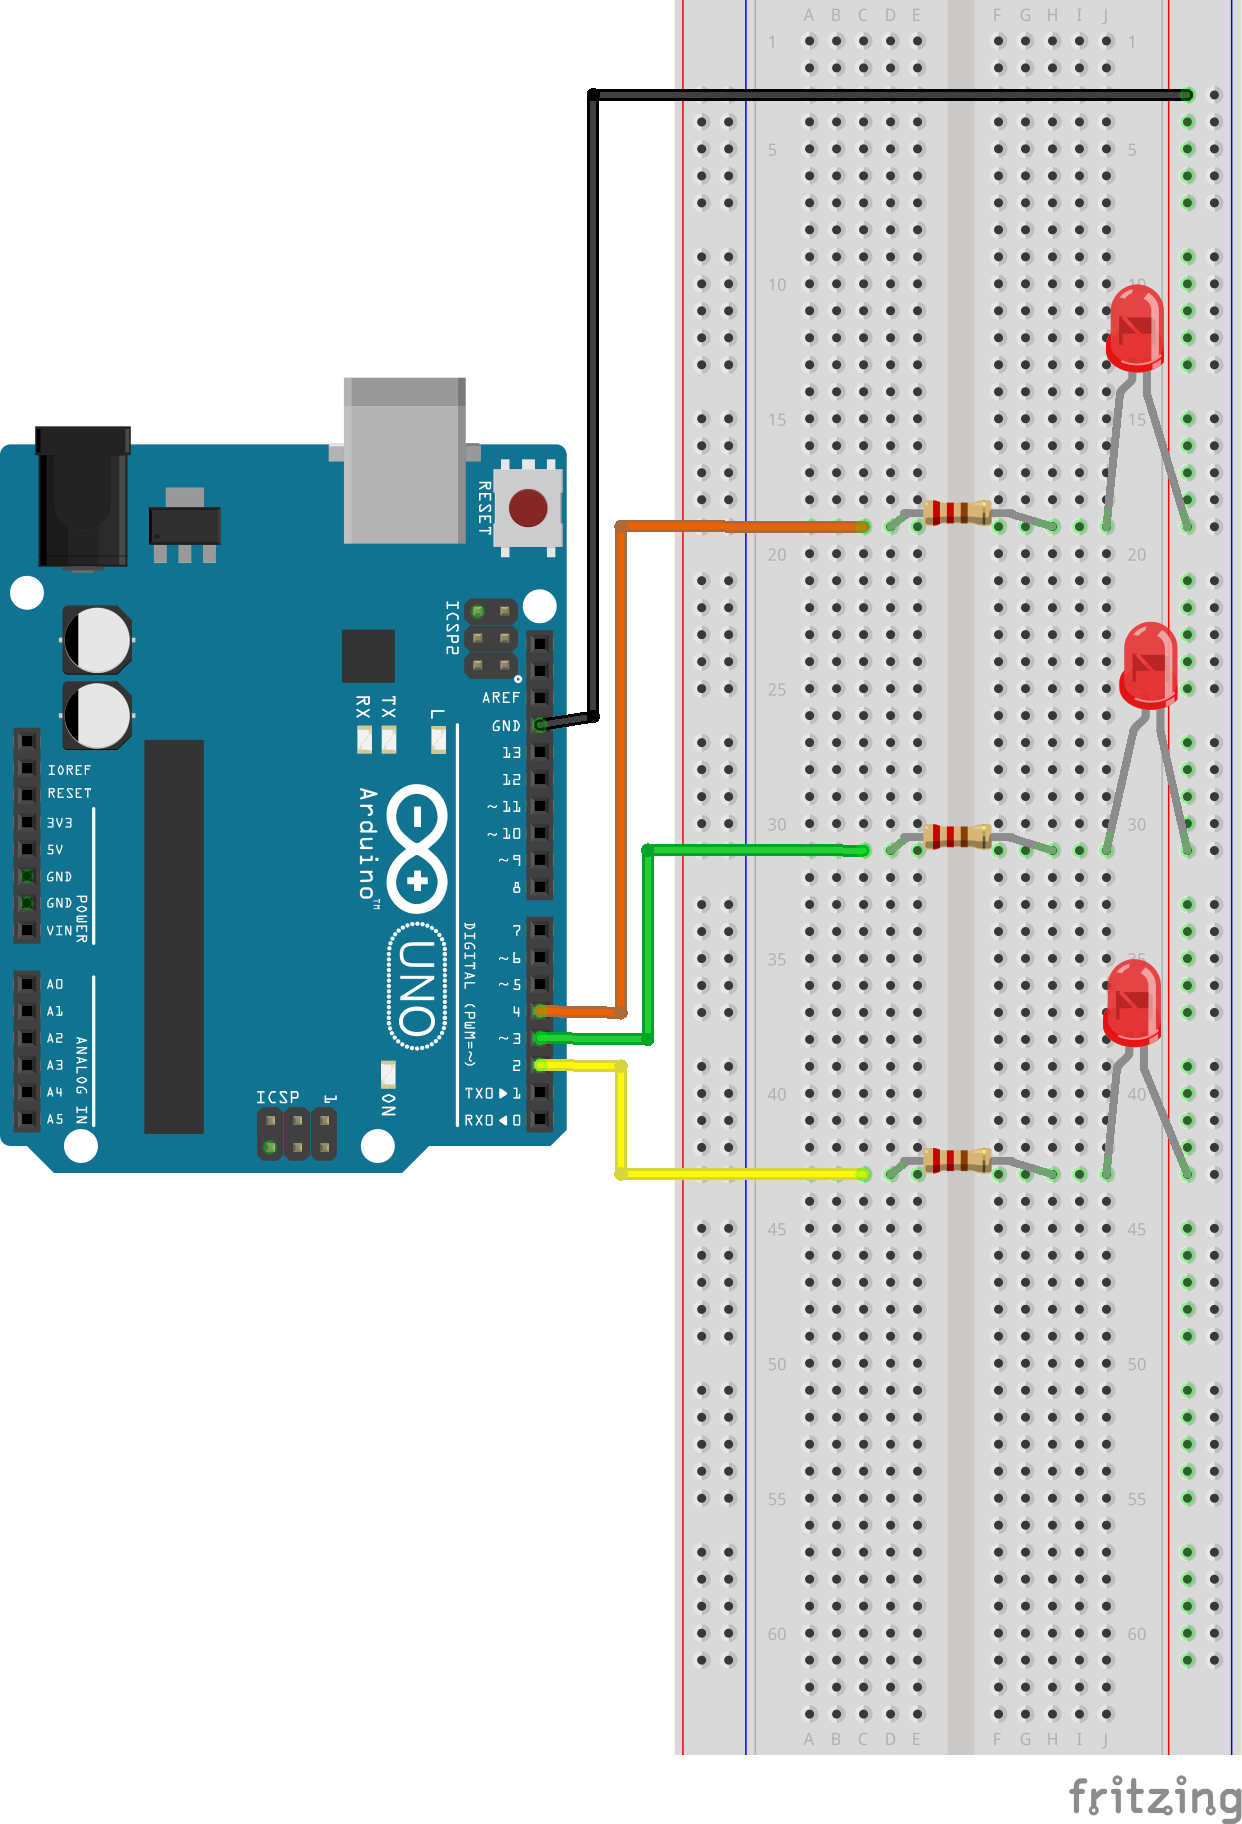 A B C D E F G H I J
1 1
5 5
10 10
15 15
20 20
25 25
30 30
35 35
40 40
45 45
50 50
55 55
60 60
A B C D E F G H I J
RESET
ICSP2
AREF
GND
13
12
~11
~10
~9
8
7
~6
~5
4
~3
2
TX0▶1
RX0◀0
RX
TX
L
Arduino™
UNO
DIGITAL (PWM=~)
IOREF
RESET
3V3
5V
GND
GND
VIN
POWER
A0
A1
A2
A3
A4
A5
ANALOG IN
ICSP
1
ON
fritzing